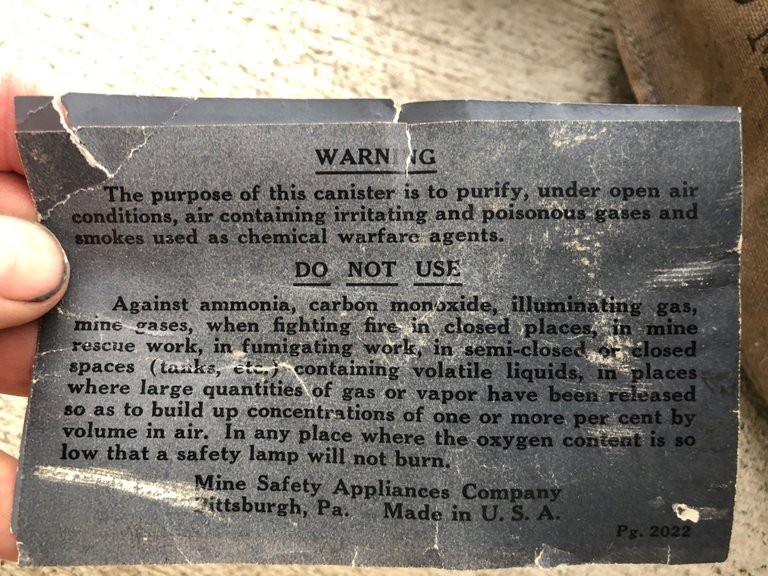 WARNING
The purpose of this canister is to purify, under open air
conditions, air containing irritating and poisonous gases and
smokes used as chemical warfare agents.
DO NOT USE
Against ammonia, carbon monoxide, illuminating gas,
mine gases, when fighting fire in closed places, in mine
rescue work, in fumigating work, in semi-closed or closed
spaces (tanks, etc.) containing volatile liquids, in places
where large quantities of gas or vapor have been released
so as to build up concentrations of one or more per cent by
volume in air. In any place where the oxygen content is so
low that a safety lamp will not burn.
Mine Safety Appliances Company
Pittsburgh, Pa. Made in U. S. A.
Pg. 2022